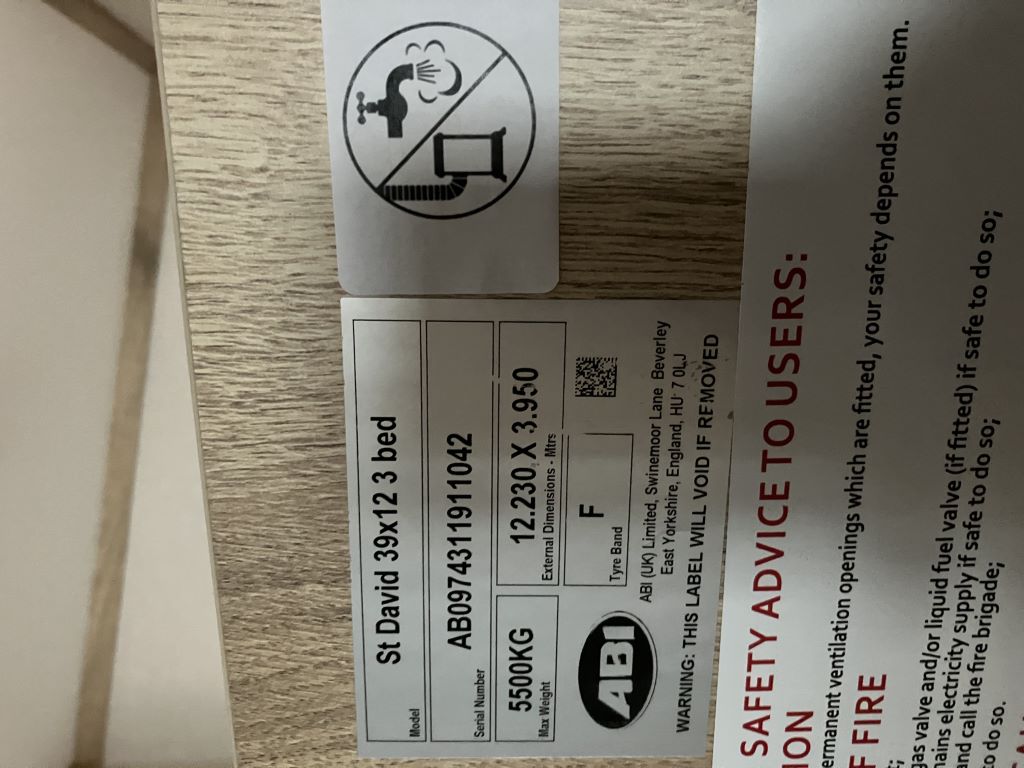 St David 39x12 3 bed
Model
AB0974311911042
Serial Number
5500KG
Max Weight
12.230 X 3.950
External Dimensions - Mtrs
ABI
F
Tyre Band
ABI (UK) Limited, Swinemoor Lane Beverley
East Yorkshire, England, HU17 0LJ
WARNING: THIS LABEL WILL VOID IF REMOVED
SAFETY ADVICE TO USERS:
ION
ermanent ventilation openings which are fitted, your safety depends on them.
F FIRE
t;
gas valve and/or liquid fuel valve (if fitted) if safe to do so;
nains electricity supply if safe to do so;
and call the fire brigade;
to do so.